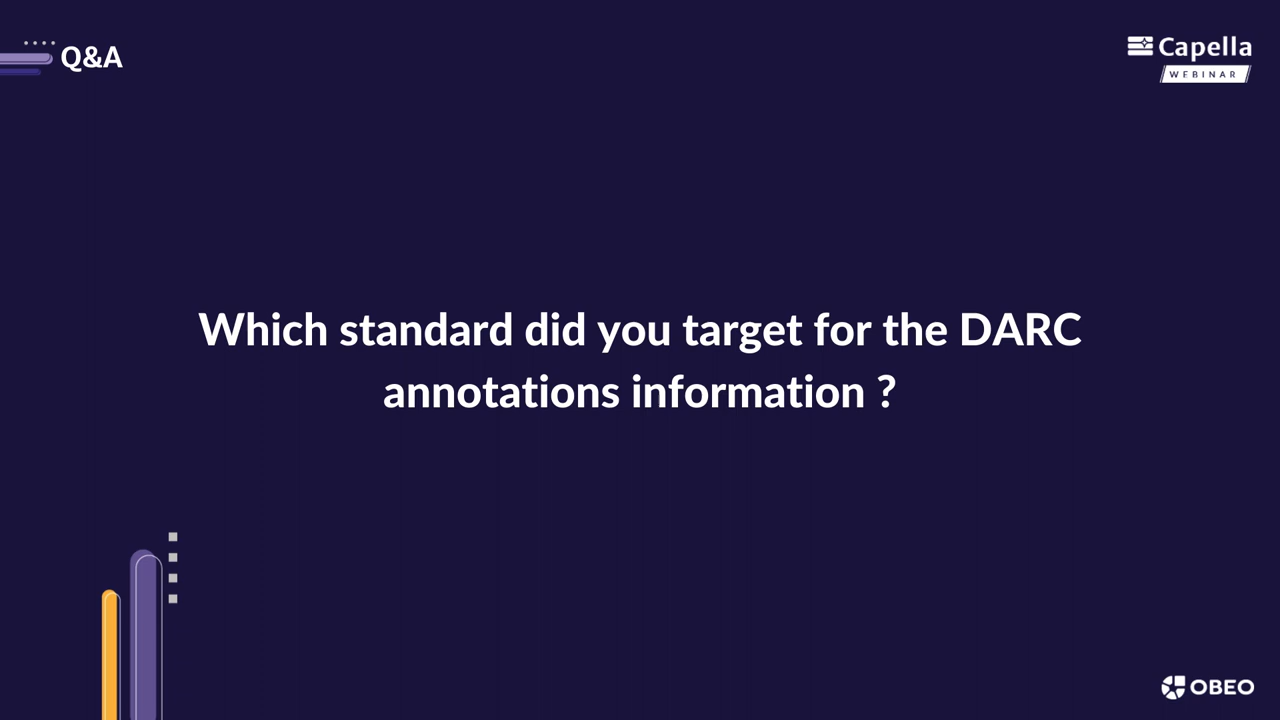 Q&A
Capella
WEBINAR
Which standard did you target for the DARC
annotations information ?
OBEO